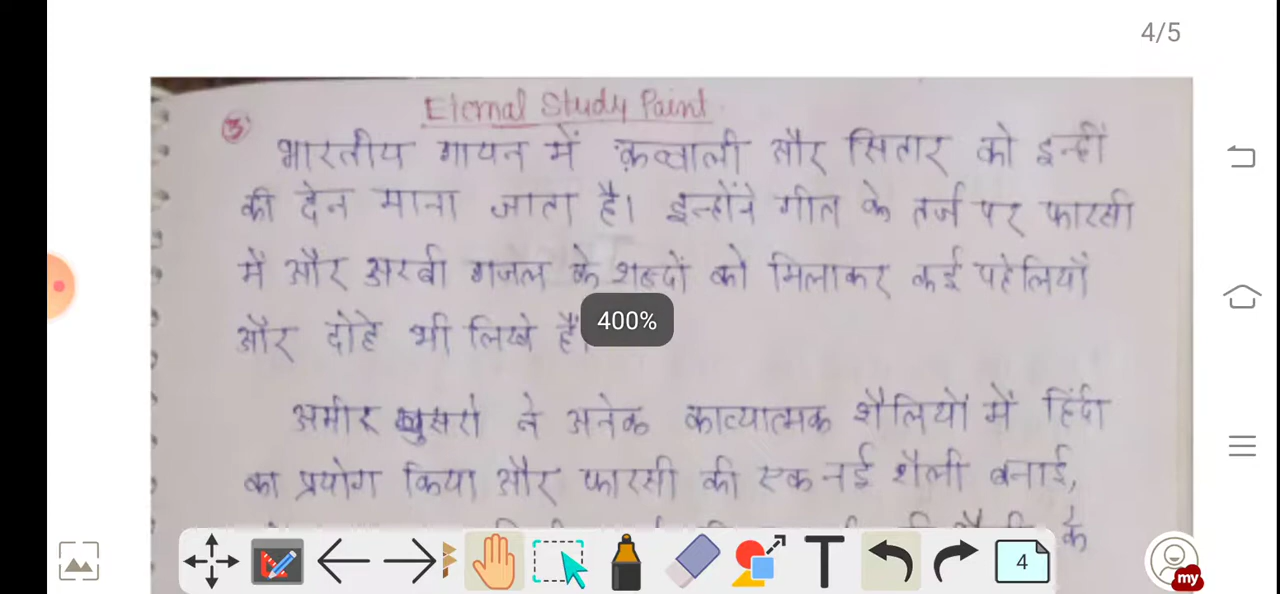 4/5
Eternal Study Point
3
भारतीय गायन में क़व्वाली और सितार को इन्हीं
की देन माना जाता है। इन्होंने गीत के तर्ज पर फारसी
में और अरबी गजल के शब्दों को मिलाकर कई पहेलियाँ
और दोहे भी लिखे हैं
400%
अमीर खुसरो ने अनेक काव्यात्मक शैलियों में हिंदी
का प्रयोग किया और फारसी की एक नई शैली बनाई,
के
T
4
my